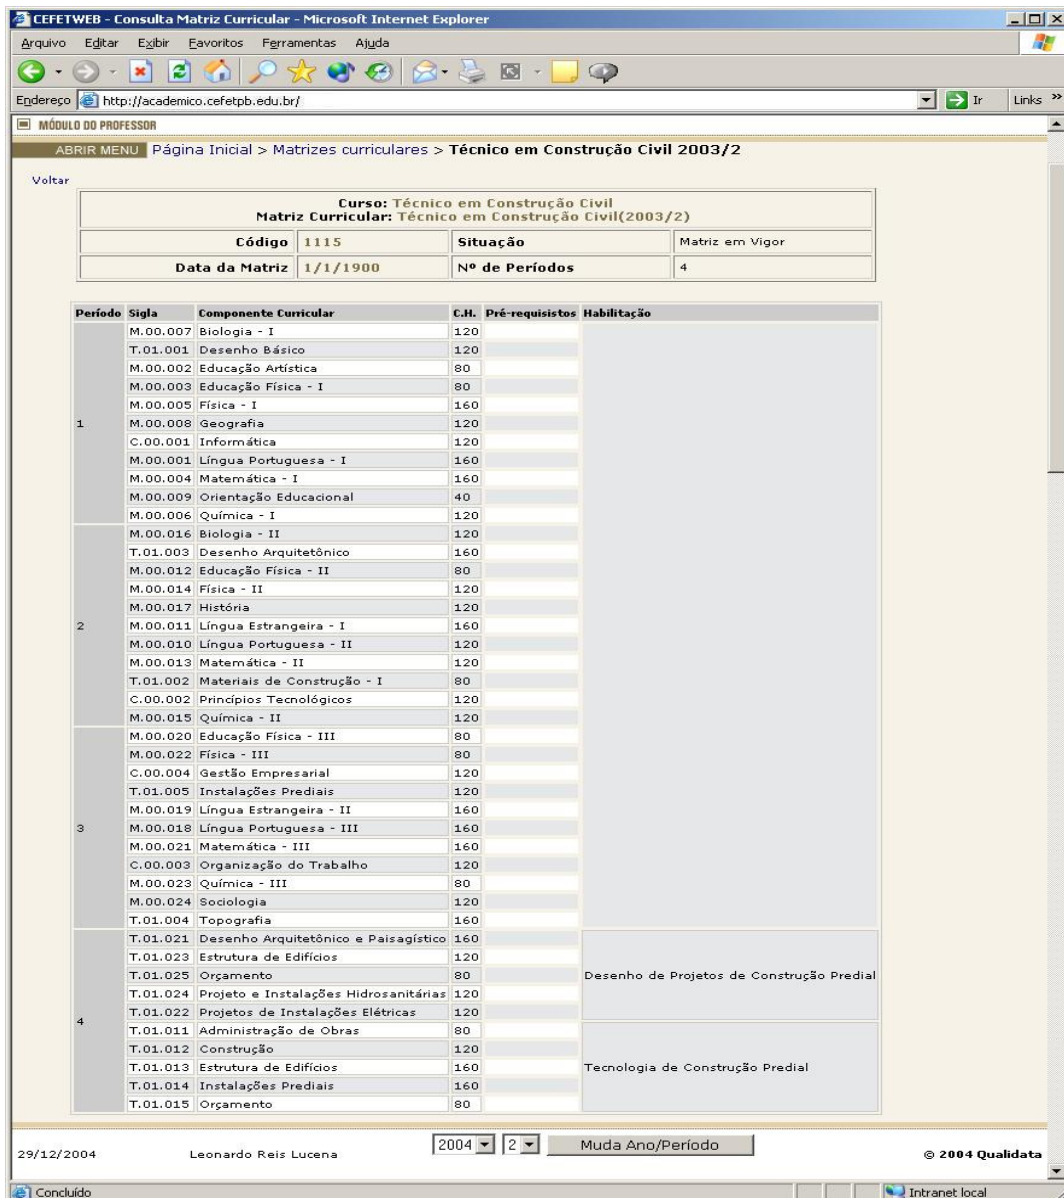 CEFETWEB - Consulta Matriz Curricular - Microsoft Internet Explorer
Arquivo Editar Exibir Favoritos Ferramentas Ajuda
Endereço http://academico.cefetpb.edu.br/ Ir Links »
MÓDULO DO PROFESSOR
ABRIR MENU Página Inicial > Matrizes curriculares > Técnico em Construção Civil 2003/2
Voltar
Curso: Técnico em Construção Civil
Matriz Curricular: Técnico em Construção Civil(2003/2)
Código 1115 Situação Matriz em Vigor
Data da Matriz 1/1/1900 Nº de Períodos 4
Período Sigla Componente Curricular C.H. Pré-requisistos Habilitação
M.00.007 Biologia - I 120
T.01.001 Desenho Básico 120
M.00.002 Educação Artística 80
M.00.003 Educação Física - I 80
M.00.005 Física - I 160
1 M.00.008 Geografia 120
C.00.001 Informática 120
M.00.001 Língua Portuguesa - I 160
M.00.004 Matemática - I 160
M.00.009 Orientação Educacional 40
M.00.006 Química - I 120
M.00.016 Biologia - II 120
T.01.003 Desenho Arquitetônico 160
M.00.012 Educação Física - II 80
M.00.014 Física - II 120
M.00.017 História 120
2 M.00.011 Língua Estrangeira - I 160
M.00.010 Língua Portuguesa - II 120
M.00.013 Matemática - II 120
T.01.002 Materiais de Construção - I 80
C.00.002 Princípios Tecnológicos 120
M.00.015 Química - II 120
M.00.020 Educação Física - III 80
M.00.022 Física - III 80
C.00.004 Gestão Empresarial 120
T.01.005 Instalações Prediais 120
M.00.019 Língua Estrangeira - II 160
3 M.00.018 Língua Portuguesa - III 160
M.00.021 Matemática - III 160
C.00.003 Organização do Trabalho 120
M.00.023 Química - III 80
M.00.024 Sociologia 120
T.01.004 Topografia 160
T.01.021 Desenho Arquitetônico e Paisagístico 160
T.01.023 Estrutura de Edifícios 120
T.01.025 Orçamento 80 Desenho de Projetos de Construção Predial
T.01.024 Projeto e Instalações Hidrosanitárias 120
T.01.022 Projetos de Instalações Elétricas 120
4 T.01.011 Administração de Obras 80
T.01.012 Construção 120
T.01.013 Estrutura de Edifícios 160 Tecnologia de Construção Predial
T.01.014 Instalações Prediais 160
T.01.015 Orçamento 80
2004 2 Muda Ano/Período
29/12/2004 Leonardo Reis Lucena © 2004 Qualidata
Concluído Intranet local